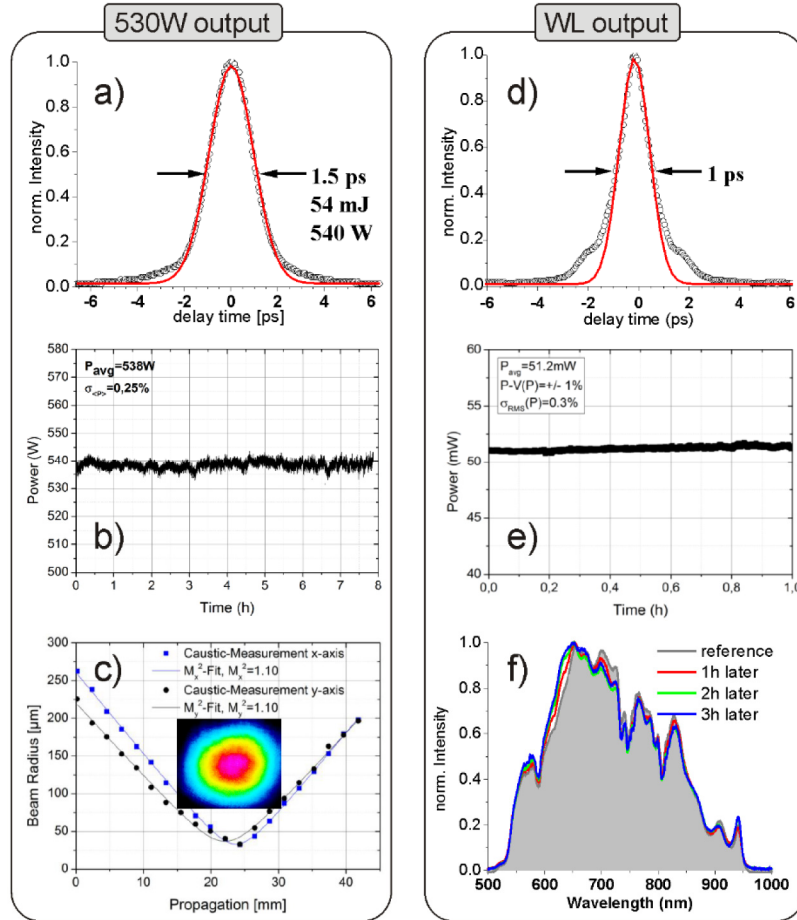 530W output
WL output
a)
1.0
0.8
0.6
0.4
0.2
0.0
norm. Intensity
1.5 ps
54 mJ
540 W
-6 -4 -2 0 2 4 6
delay time [ps]
d)
1.0
0.8
0.6
0.4
0.2
0.0
norm. Intensity
1 ps
-6 -4 -2 0 2 4 6
delay time (ps)
b)
580
570
560
550
540
530
520
510
500
Power (W)
Pavg=538W
σ<P>=0,25%
0 1 2 3 4 5 6 7 8
Time (h)
e)
60
55
50
45
40
Power (mW)
Pavg=51.2mW
P-V(P)=+/- 1%
σRMS(P)=0.3%
0,0 0,2 0,4 0,6 0,8 1,0
Time (h)
c)
300
250
200
150
100
50
0
Beam Radius [µm]
Caustic-Measurement x-axis
Mx²-Fit, Mx²=1.10
Caustic-Measurement y-axis
My²-Fit, My²=1.10
0 10 20 30 40
Propagation [mm]
f)
1.0
0.8
0.6
0.4
0.2
0.0
norm. Intensity
reference
1h later
2h later
3h later
500 600 700 800 900 1000
Wavelength (nm)